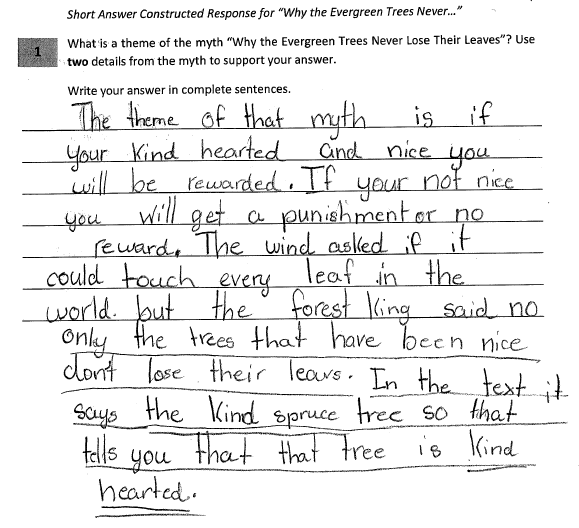 Short Answer Constructed Response for "Why the Evergreen Trees Never..."
1
What is a theme of the myth "Why the Evergreen Trees Never Lose Their Leaves"? Use
two details from the myth to support your answer.
Write your answer in complete sentences.
The theme of that myth is if
your kind hearted and nice you
will be rewarded. If your not nice
you will get a punishment or no
reward. The wind asked if it
could touch every leaf in the
world. but the forest King said no
only the trees that have been nice
don't lose their leavs. In the text it
says the kind spruce tree so that
tells you that that tree is kind
hearted.